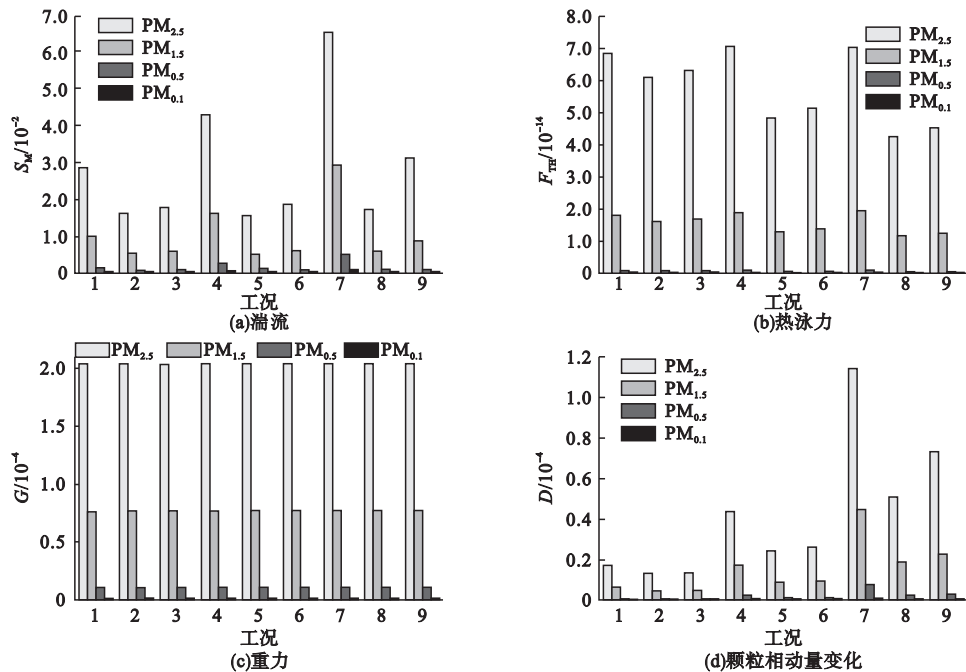 7.0
6.0
5.0
4.0
3.0
2.0
1.0
0
S_M/10⁻²
PM₂.₅
PM₁.₅
PM₀.₅
PM₀.₁
1 2 3 4 5 6 7 8 9
工况
(a)湍流
8.0
7.0
6.0
5.0
4.0
3.0
2.0
1.0
0
F_TH/10⁻¹⁴
PM₂.₅
PM₁.₅
PM₀.₅
PM₀.₁
1 2 3 4 5 6 7 8 9
工况
(b)热泳力
PM₂.₅ PM₁.₅ PM₀.₅ PM₀.₁
2.0
1.5
1.0
0.5
0
G/10⁻⁴
1 2 3 4 5 6 7 8 9
工况
(c)重力
1.2
1.0
0.8
0.6
0.4
0.2
0
D/10⁻⁴
PM₂.₅
PM₁.₅
PM₀.₅
PM₀.₁
1 2 3 4 5 6 7 8 9
工况
(d)颗粒相动量变化